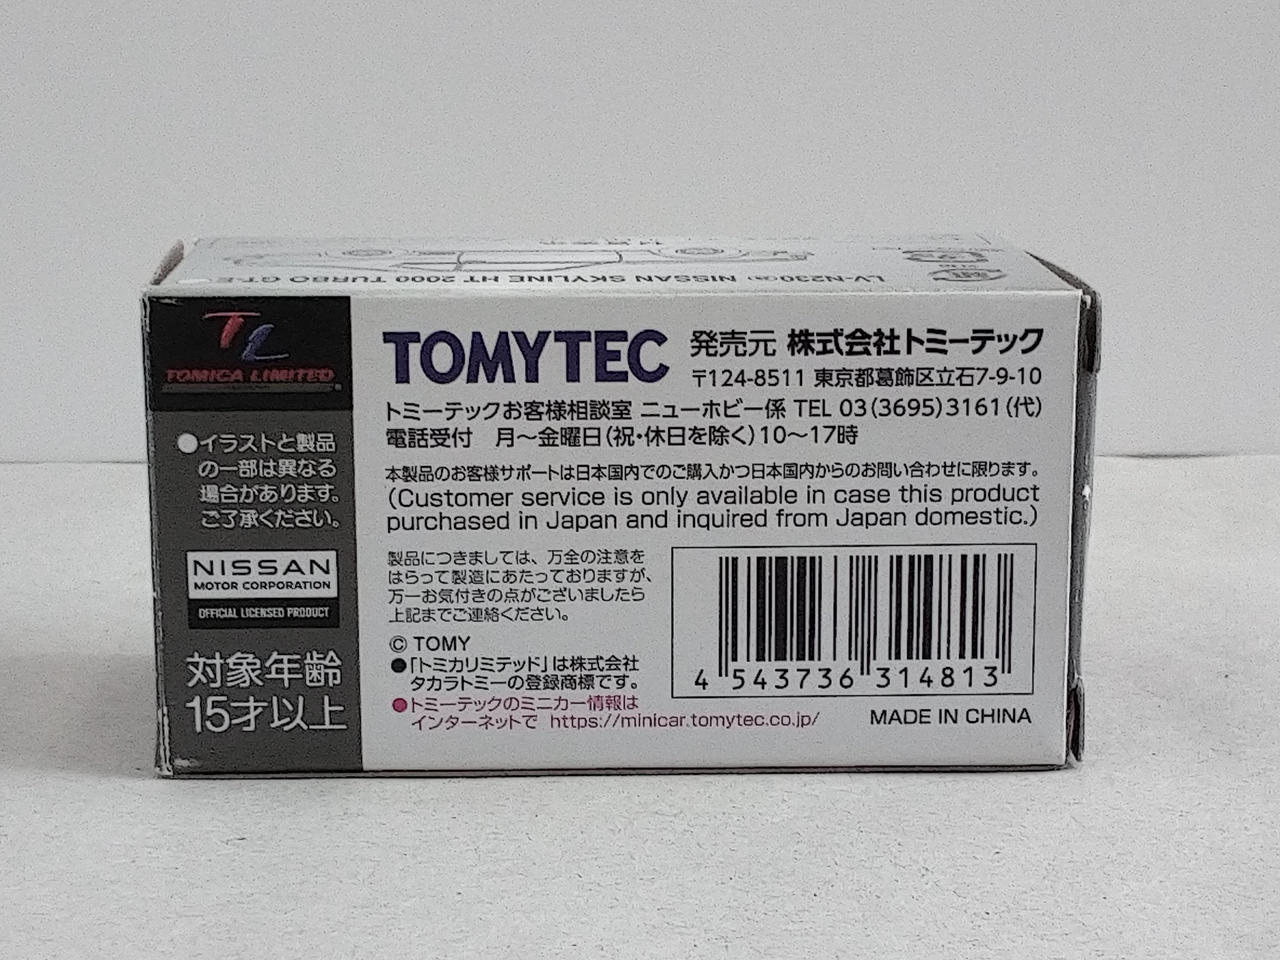 LV-N230(a) NISSAN SKYLINE HT 2000 TURBO GT-E
TL
TOMICA LIMITED
●イラストと製品
の一部は異なる
場合があります。
ご了承ください。
NISSAN
MOTOR CORPORATION
OFFICIAL LICENSED PRODUCT
対象年齢
15才以上
TOMYTEC 発売元 株式会社トミーテック
〒124-8511 東京都葛飾区立石7-9-10
トミーテックお客様相談室 ニューホビー係 TEL 03(3695)3161(代)
電話受付 月〜金曜日(祝・休日を除く)10〜17時
本製品のお客様サポートは日本国内でのご購入かつ日本国内からのお問い合わせに限ります。
(Customer service is only available in case this product
purchased in Japan and inquired from Japan domestic.)
製品につきましては、万全の注意を
はらって製造にあたっておりますが、
万一お気付きの点がございましたら
上記までご連絡ください。
© TOMY
●「トミカリミテッド」は株式会社
タカラトミーの登録商標です。
●トミーテックのミニカー情報は
インターネットで https://minicar.tomytec.co.jp/
4 543736 314813
MADE IN CHINA